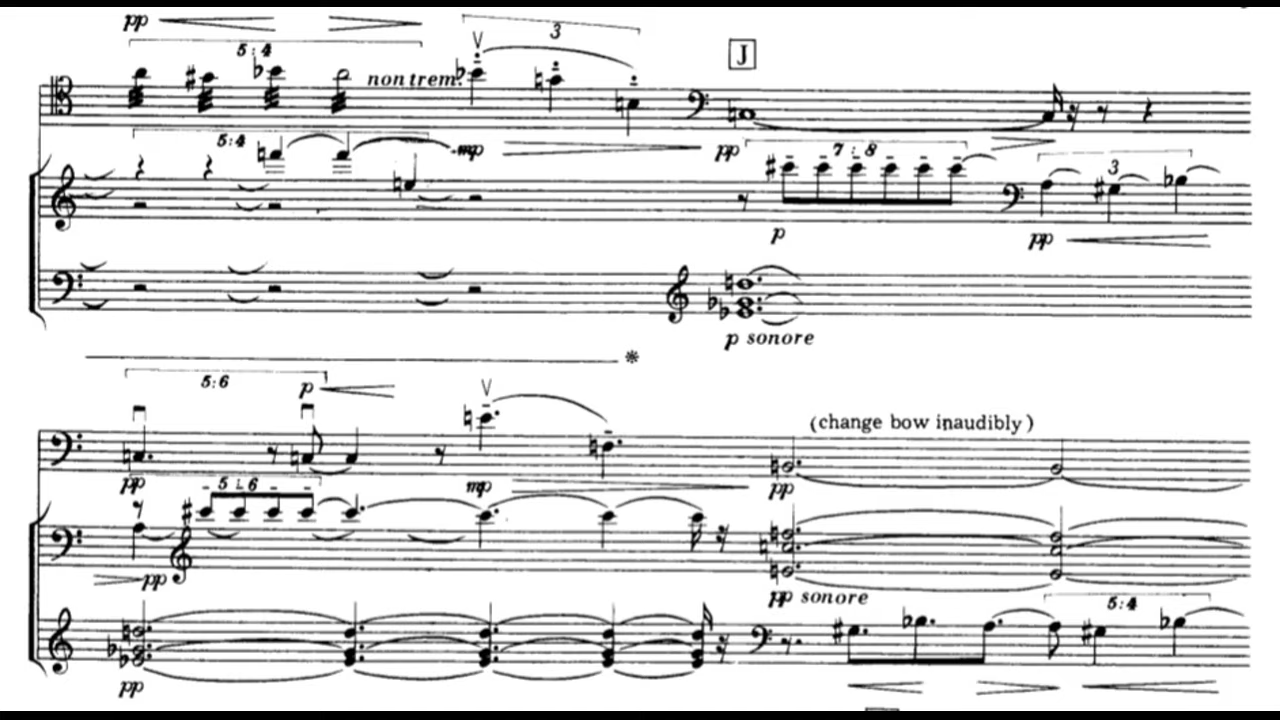 pp
5:4
non trem.
3
J
5:4
mp
pp
7:8
3
p
pp
p sonore
5:6
p
(change bow inaudibly)
pp
5:6
mp
pp
pp
pp sonore
5:4
pp